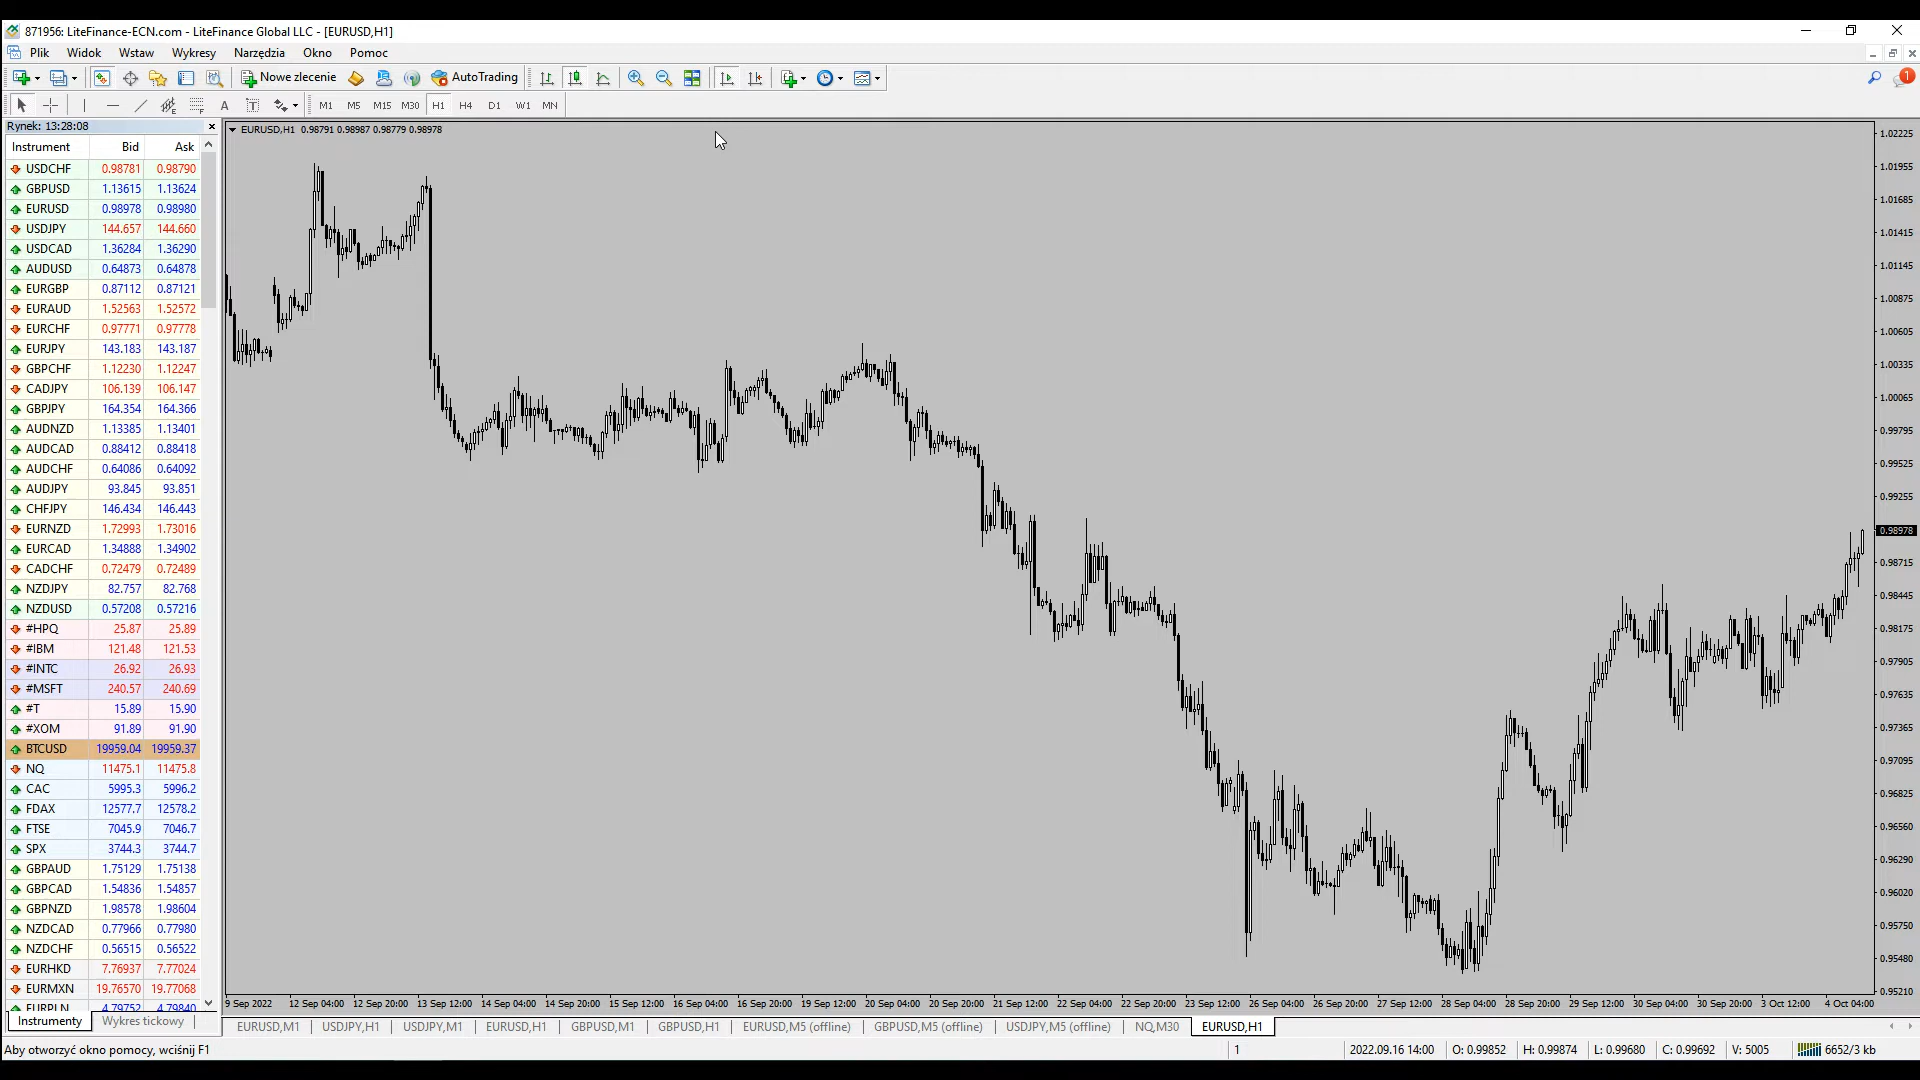 871956: LiteFinance-ECN.com - LiteFinance Global LLC - [EURUSD,H1]
Plik Widok Wstaw Wykresy Narzędzia Okno Pomoc
Nowe zlecenie AutoTrading 1
A T M1 M5 M15 M30 H1 H4 D1 W1 MN
Rynek: 13:28:08
Instrument Bid Ask
USDCHF 0.98781 0.98790
GBPUSD 1.13615 1.13624
EURUSD 0.98978 0.98980
USDJPY 144.657 144.660
USDCAD 1.36284 1.36290
AUDUSD 0.64873 0.64878
EURGBP 0.87112 0.87121
EURAUD 1.52563 1.52572
EURCHF 0.97771 0.97778
EURJPY 143.183 143.187
GBPCHF 1.12230 1.12247
CADJPY 106.139 106.147
GBPJPY 164.354 164.366
AUDNZD 1.13385 1.13401
AUDCAD 0.88412 0.88418
AUDCHF 0.64086 0.64092
AUDJPY 93.845 93.851
CHFJPY 146.434 146.443
EURNZD 1.72993 1.73016
EURCAD 1.34888 1.34902
CADCHF 0.72479 0.72489
NZDJPY 82.757 82.768
NZDUSD 0.57208 0.57216
#HPQ 25.87 25.89
#IBM 121.48 121.53
#INTC 26.92 26.93
#MSFT 240.57 240.69
#T 15.89 15.90
#XOM 91.89 91.90
BTCUSD 19959.04 19959.37
NQ 11475.1 11475.8
CAC 5995.3 5996.2
FDAX 12577.7 12578.2
FTSE 7045.9 7046.7
SPX 3744.3 3744.7
GBPAUD 1.75129 1.75138
GBPCAD 1.54836 1.54857
GBPNZD 1.98578 1.98604
NZDCAD 0.77966 0.77980
NZDCHF 0.56515 0.56522
EURHKD 7.76937 7.77024
EURMXN 19.76570 19.77068
EURPLN 4.79752 4.79840
Instrumenty Wykres tickowy
EURUSD,H1 0.98791 0.98987 0.98779 0.98978
1.02225
1.01955
1.01685
1.01415
1.01145
1.00875
1.00605
1.00335
1.00065
0.99795
0.99525
0.99255
0.98978
0.98715
0.98445
0.98175
0.97905
0.97635
0.97365
0.97095
0.96825
0.96560
0.96290
0.96020
0.95750
0.95480
0.95210
9 Sep 2022 12 Sep 04:00 12 Sep 20:00 13 Sep 12:00 14 Sep 04:00 14 Sep 20:00 15 Sep 12:00 16 Sep 04:00 16 Sep 20:00 19 Sep 12:00 20 Sep 04:00 20 Sep 20:00 21 Sep 12:00 22 Sep 04:00 22 Sep 20:00 23 Sep 12:00 26 Sep 04:00 26 Sep 20:00 27 Sep 12:00 28 Sep 04:00 28 Sep 20:00 29 Sep 12:00 30 Sep 04:00 30 Sep 20:00 3 Oct 12:00 4 Oct 04:00
EURUSD,M1 USDJPY,H1 USDJPY,M1 EURUSD,H1 GBPUSD,M1 GBPUSD,H1 EURUSD,M5 (offline) GBPUSD,M5 (offline) USDJPY,M5 (offline) NQ,M30 EURUSD,H1
Aby otworzyć okno pomocy, wciśnij F1 1 2022.09.16 14:00 O: 0.99852 H: 0.99874 L: 0.99680 C: 0.99692 V: 5005 6652/3 kb